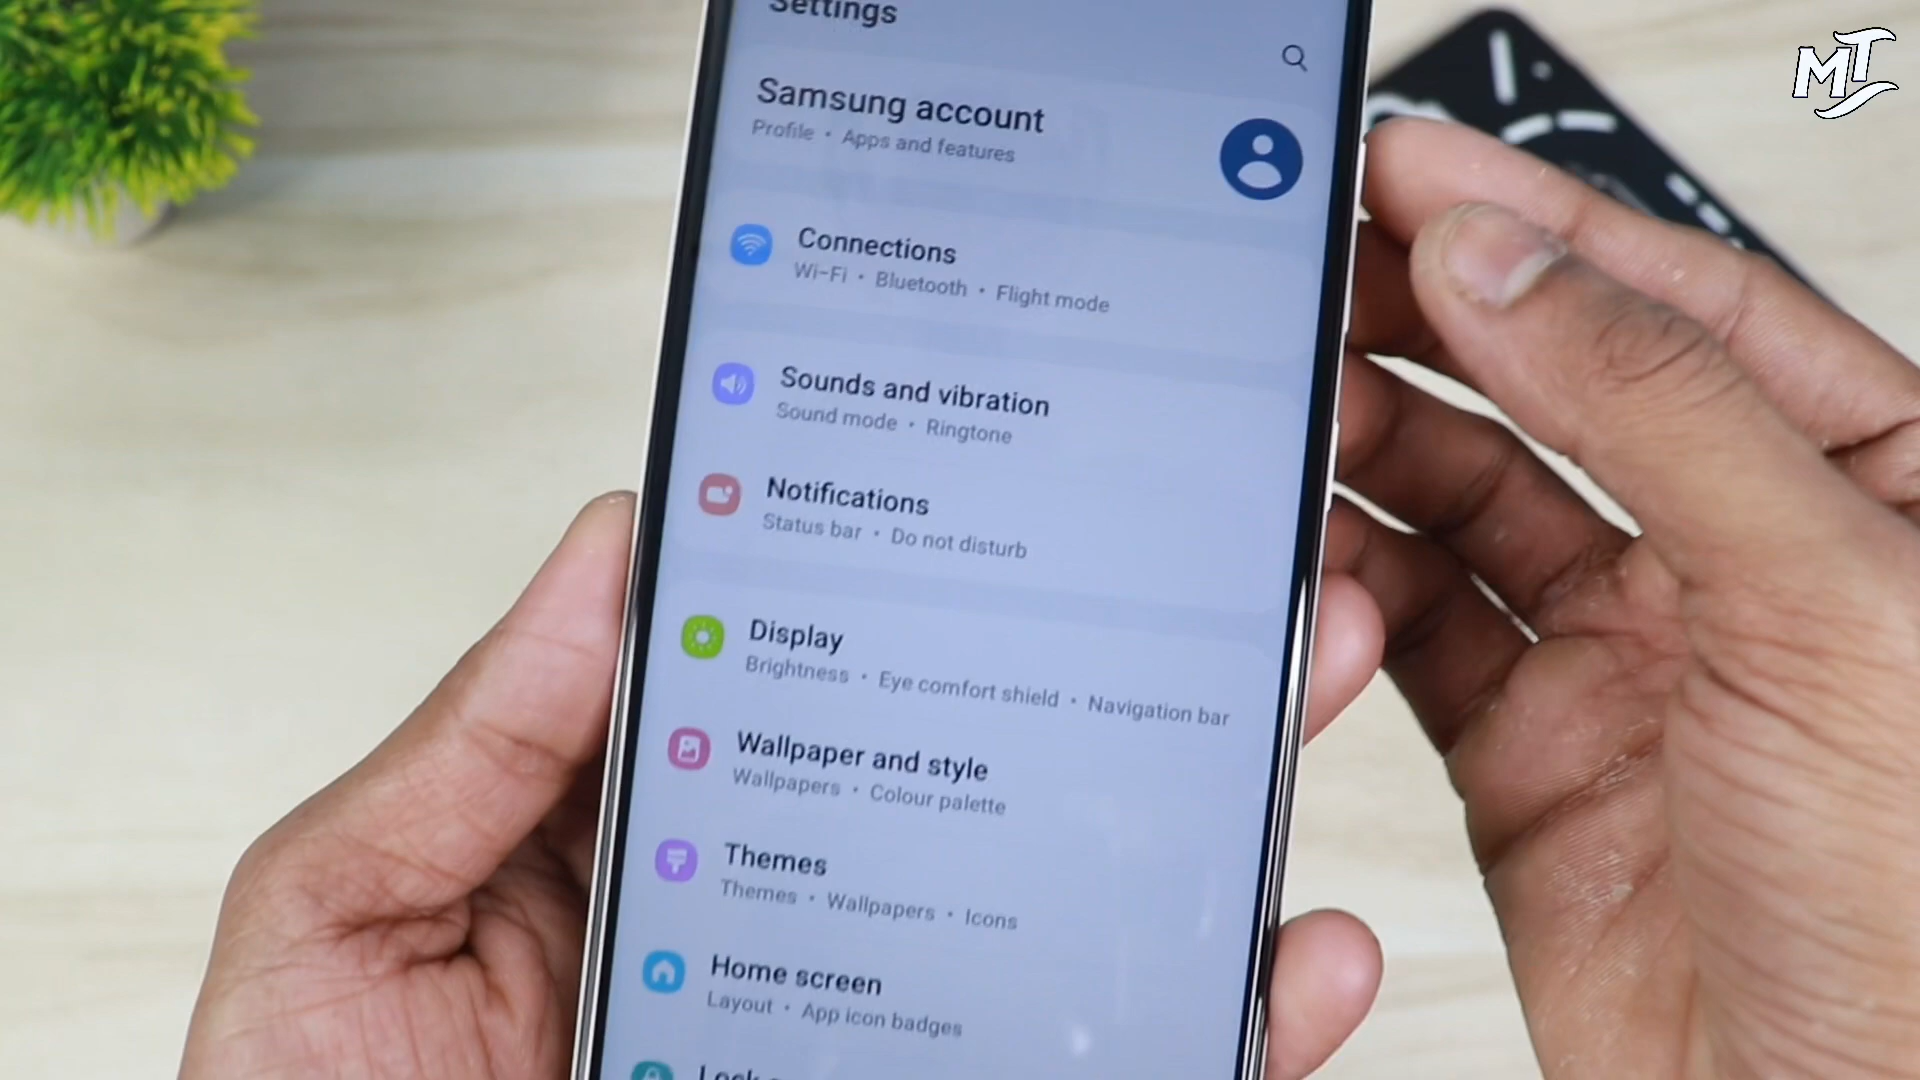 Settings
MT
Samsung account
Profile • Apps and features
Connections
Wi-Fi • Bluetooth • Flight mode
Sounds and vibration
Sound mode • Ringtone
Notifications
Status bar • Do not disturb
Display
Brightness • Eye comfort shield • Navigation bar
Wallpaper and style
Wallpapers • Colour palette
Themes
Themes • Wallpapers • Icons
Home screen
Layout • App icon badges
Lock